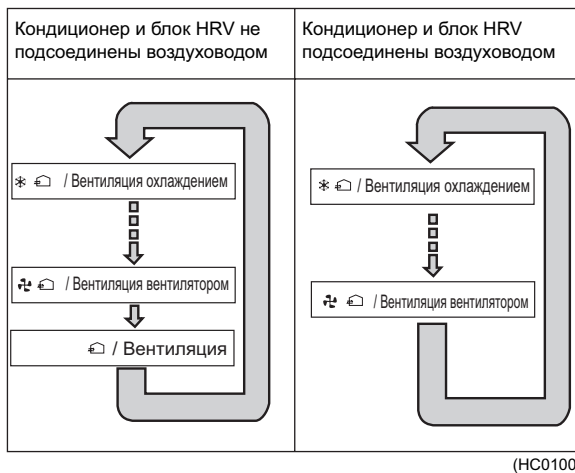 Кондиционер и блок HRV не
подсоединены воздуховодом
Кондиционер и блок HRV
подсоединены воздуховодом
/ Вентиляция охлаждением
/ Вентиляция вентилятором
/ Вентиляция
/ Вентиляция охлаждением
/ Вентиляция вентилятором
(HC0100